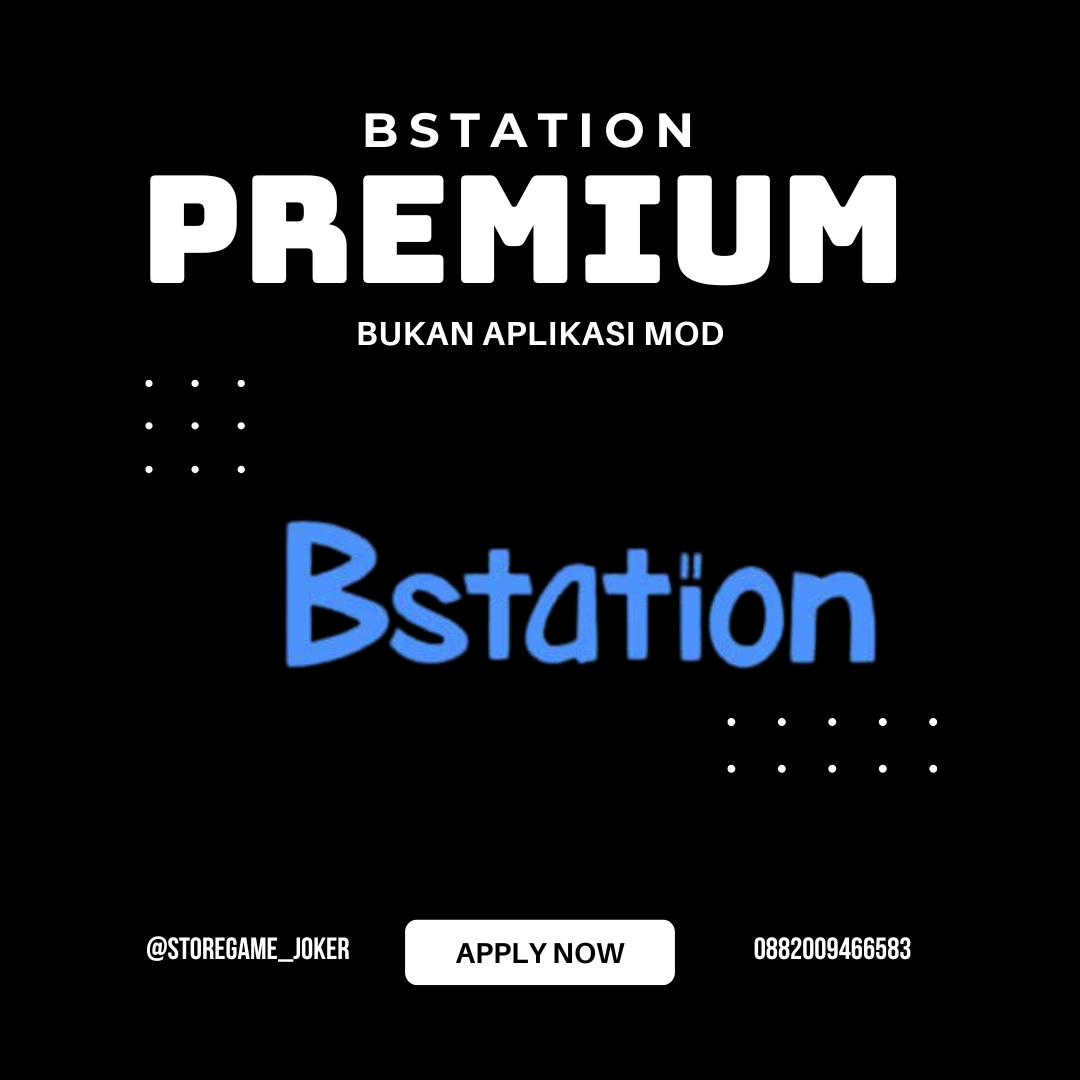 BSTATION
PREMIUM
BUKAN APLIKASI MOD
Bstation
@STOREGAME_JOKER
APPLY NOW
0882009466583